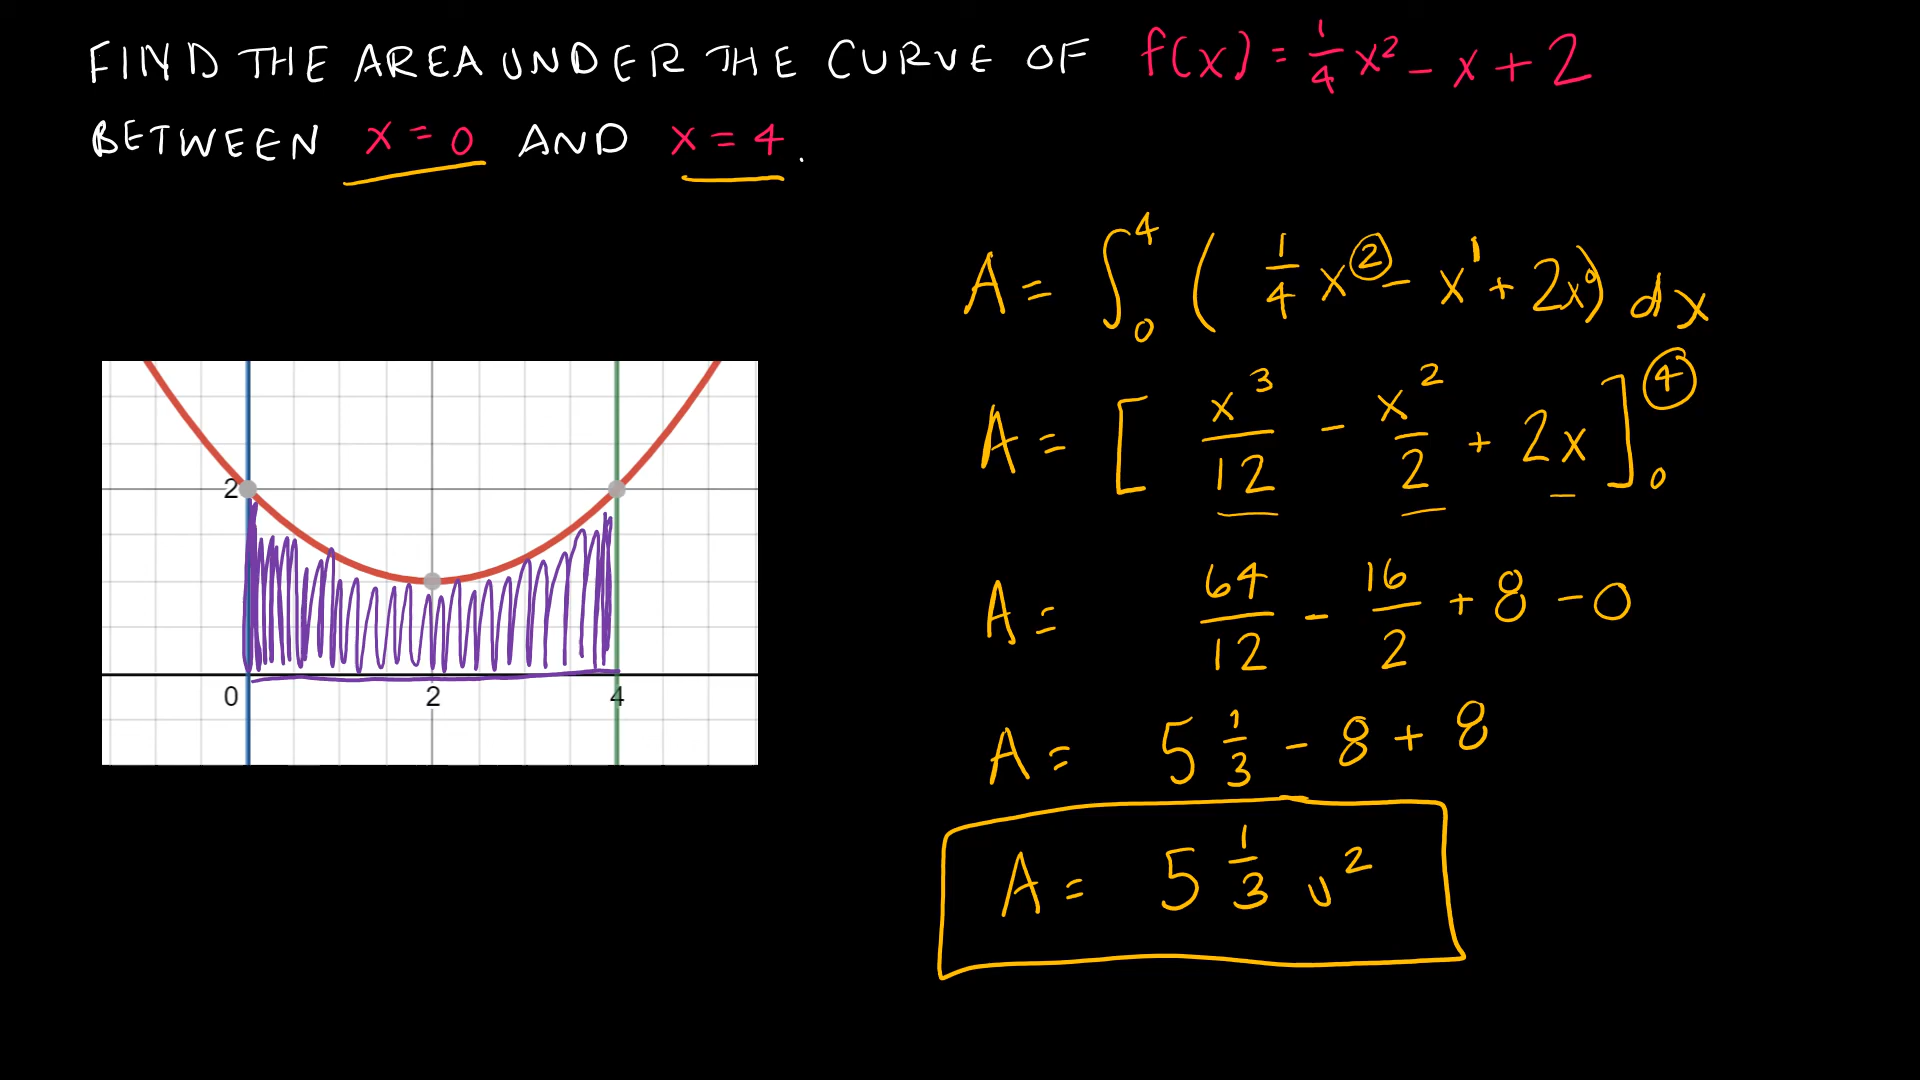 FIND THE AREA UNDER THE CURVE OF f(x) = 1/4 x² - x + 2
BETWEEN x = 0 AND x = 4.
A = ∫₀⁴ ( 1/4 x² - x¹ + 2x⁰ ) dx
A = [ x³/12 - x²/2 + 2x ]₀⁴
A = 64/12 - 16/2 + 8 - 0
A = 5 1/3 - 8 + 8
A = 5 1/3 u²
2
0 2 4